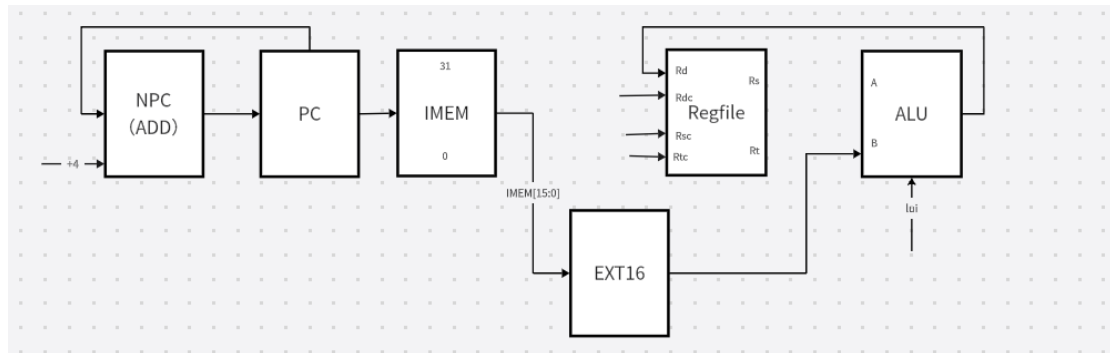 NPC
（ADD）
+4
PC
31
IMEM
0
IMEM[15:0]
EXT16
Rd
Rs
Rdc
Regfile
Rsc
Rt
Rtc
A
ALU
B
lui